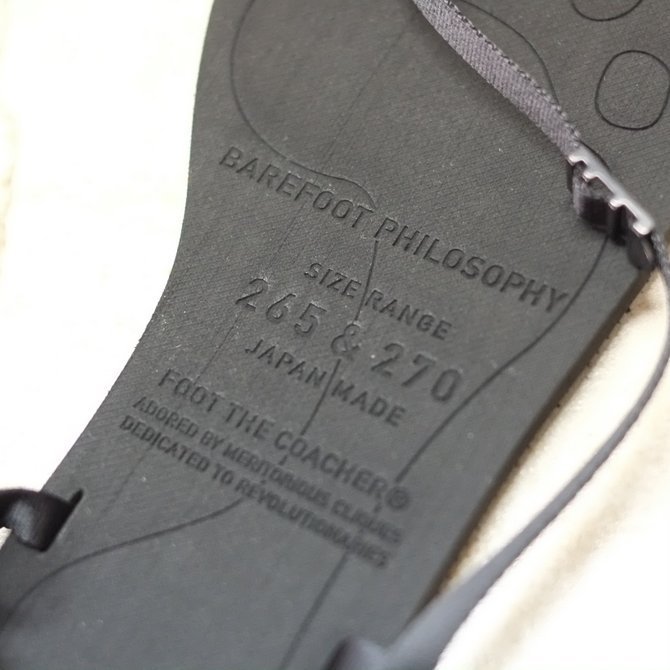 BAREFOOT PHILOSOPHY
SIZE RANGE
265 & 270
JAPAN MADE
FOOT THE COACHER®
ADORED BY MERITORIOUS CLIQUES
DEDICATED TO REVOLUTIONARIES